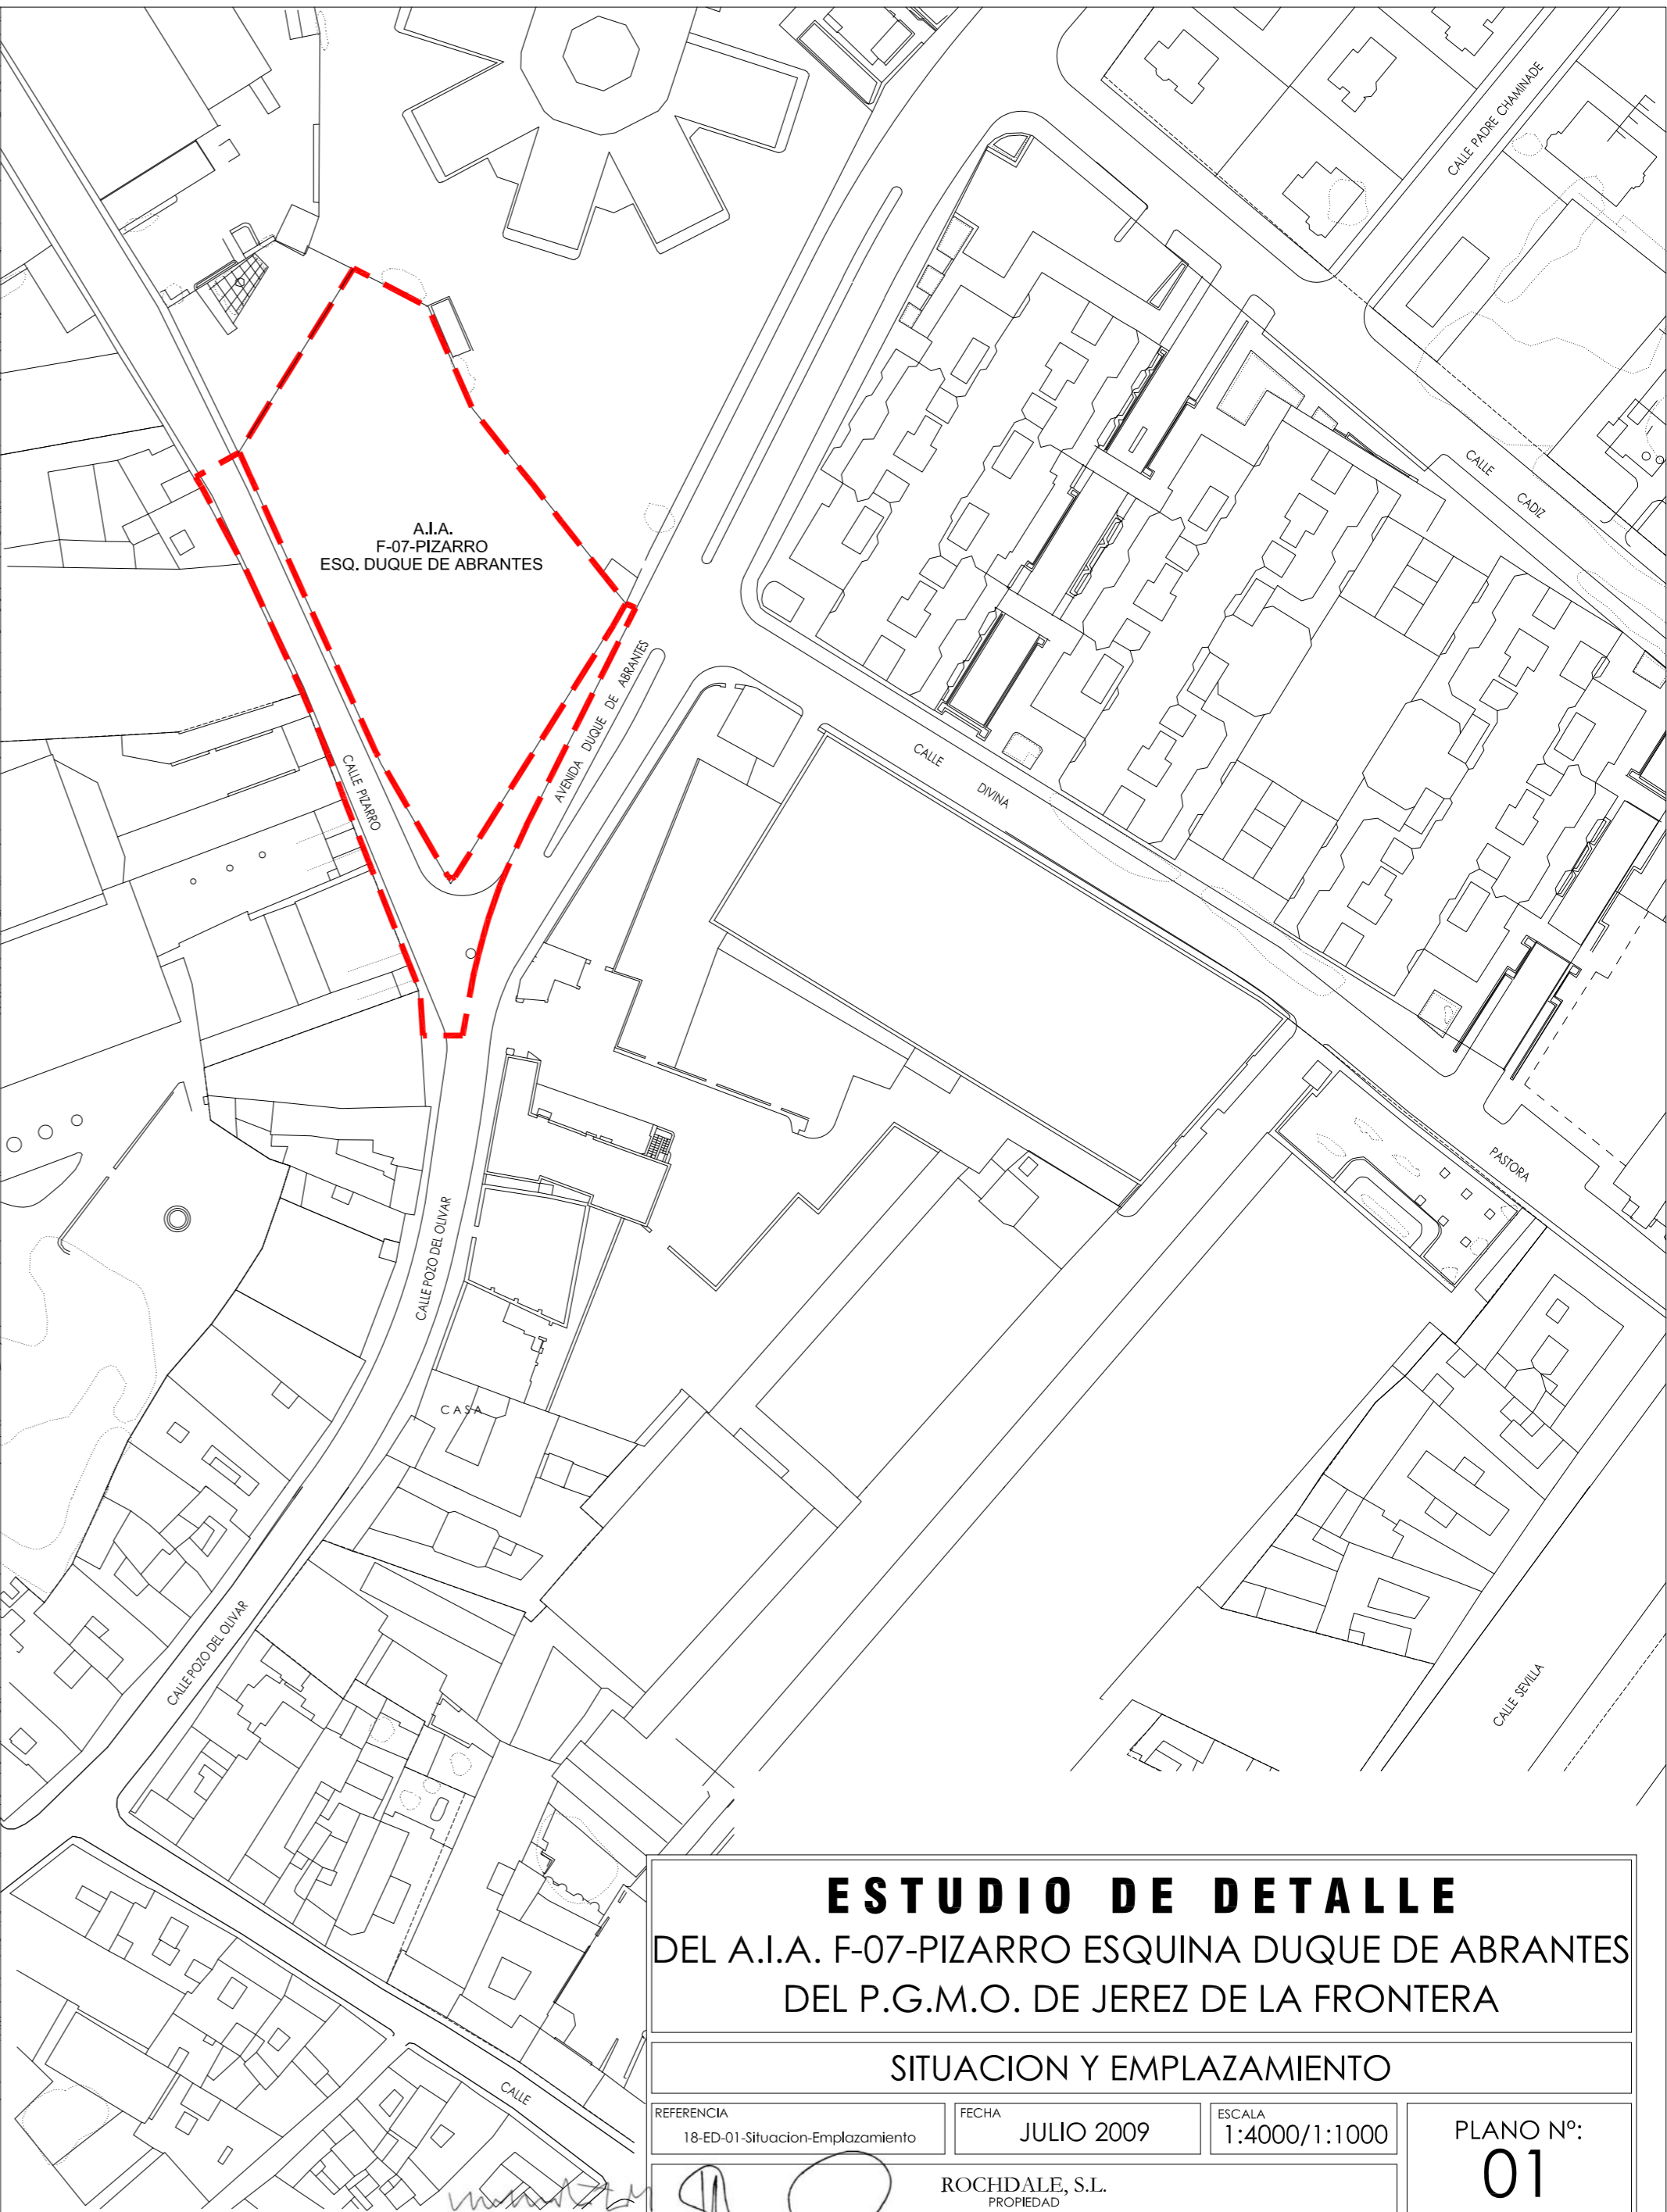 CALLE PADRE CHAMINADE
CALLE
CADIZ
A.I.A.
F-07-PIZARRO
ESQ. DUQUE DE ABRANTES
AVENIDA DUQUE DE ABRANTES
CALLE PIZARRO
CALLE
DIVINA
PASTORA
CALLE POZO DEL OLIVAR
CASA
CALLE POZO DEL OLIVAR
CALLE SEVILLA
CALLE
ESTUDIO DE DETALLE
DEL A.I.A. F-07-PIZARRO ESQUINA DUQUE DE ABRANTES
DEL P.G.M.O. DE JEREZ DE LA FRONTERA
SITUACION Y EMPLAZAMIENTO
REFERENCIA
18-ED-01-Situacion-Emplazamiento
FECHA
JULIO 2009
ESCALA
1:4000/1:1000
PLANO Nº:
01
ROCHDALE, S.L.
PROPIEDAD